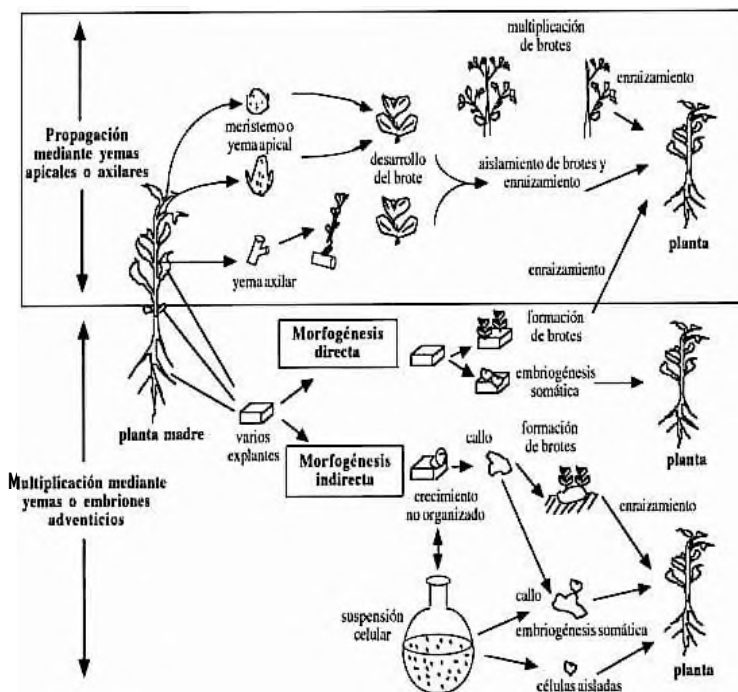 multiplicación
de brotes
enraizamiento
Propagación
mediante yemas
apicales o axilares
meristemo o
yema apical
desarrollo
del brote
aislamiento de brotes y
enraizamiento
planta
yema axilar
enraizamiento
Morfogénesis
directa
formación
de brotes
embriogénesis
somática
planta madre
varios
explantes
planta
Multiplicación mediante
yemas o embriones
adventicios
Morfogénesis
indirecta
callo
formación
de brotes
crecimiento
no organizado
enraizamiento
suspensión
celular
callo
embriogénesis somática
células aisladas
planta